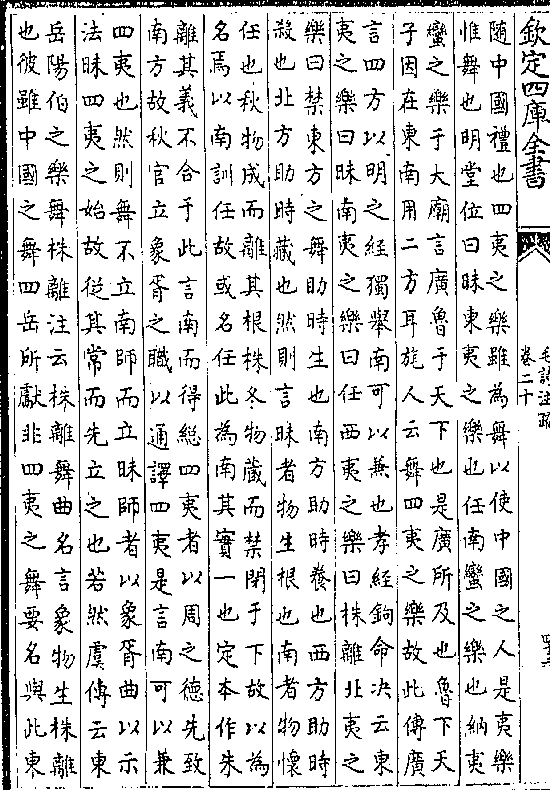 欽定四庫全書
毛詩注疏
卷二十
隨中國禮也四夷之樂雖為舞以使中國之人是夷樂
惟舞也明堂位曰昧東夷之樂也任南蠻之樂也納夷
蠻之樂于大廟言廣魯于天下也是廣所及也魯下天
子因在東南用二方耳旄人云舞四夷之樂故此傳廣
言四方以明之經獨舉南可以兼也孝經鉤命决云東
夷之樂曰昧南夷之樂曰任西夷之樂曰株離北夷之
樂曰禁東方之舞助時生也南方助時養也西方助時
殺也北方助時藏也然則言昧者物生根也南者物懷
任也秋物成而離其根株冬物藏而禁閉于下故以為
名焉以南訓任故或名任此為南其實一也定本作朱
離其義不合于此言南而得総四夷者以周之德先致
南方故秋官立象胥之職以通譯四夷是言南可以兼
四夷也然則舞不立南師而立昧師者以象胥曲以示
法昧四夷之始故從其常而先立之也若然虞傳云東
岳陽伯之樂舞株離注云株離舞曲名言象物生株離
也彼雖中國之舞四岳所獻非四夷之舞要名與此東